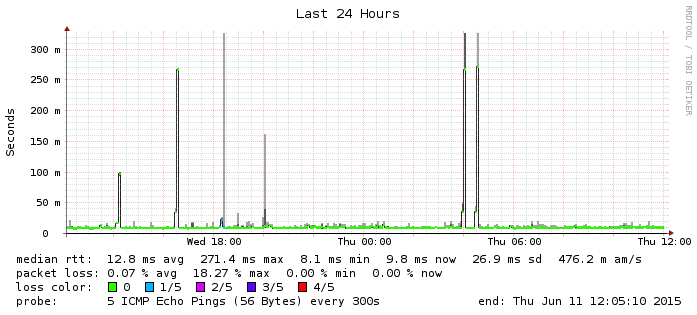 Last 24 Hours
RRDTOOL / TOBI OETIKER
Seconds
300 m
250 m
200 m
150 m
100 m
50 m
0
Wed 18:00 Thu 00:00 Thu 06:00 Thu 12:00
median rtt: 12.8 ms avg 271.4 ms max 8.1 ms min 9.8 ms now 26.9 ms sd 476.2 m am/s
packet loss: 0.07 % avg 18.27 % max 0.00 % min 0.00 % now
loss color: 0 1/5 2/5 3/5 4/5
probe: 5 ICMP Echo Pings (56 Bytes) every 300s end: Thu Jun 11 12:05:10 2015